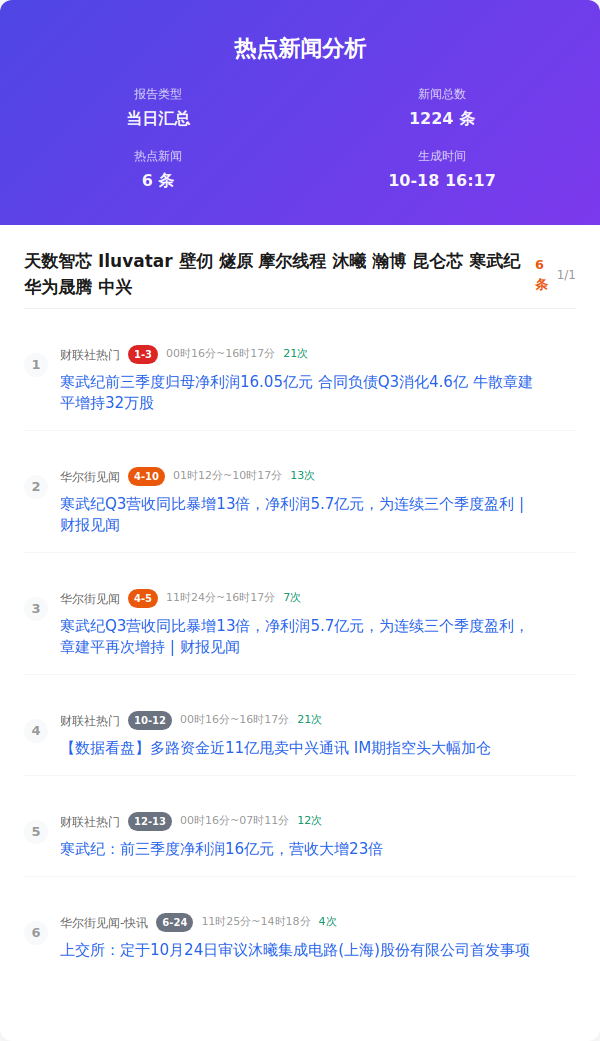 热点新闻分析
报告类型
当日汇总
新闻总数
1224 条
热点新闻
6 条
生成时间
10-18 16:17
天数智芯 Iluvatar 壁仞 燧原 摩尔线程 沐曦 瀚博 昆仑芯 寒武纪
华为晟腾 中兴
6
条
1/1
1
财联社热门 1-3 00时16分~16时17分 21次
寒武纪前三季度归母净利润16.05亿元 合同负债Q3消化4.6亿 牛散章建
平增持32万股
2
华尔街见闻 4-10 01时12分~10时17分 13次
寒武纪Q3营收同比暴增13倍，净利润5.7亿元，为连续三个季度盈利 |
财报见闻
3
华尔街见闻 4-5 11时24分~16时17分 7次
寒武纪Q3营收同比暴增13倍，净利润5.7亿元，为连续三个季度盈利，
章建平再次增持 | 财报见闻
4
财联社热门 10-12 00时16分~16时17分 21次
【数据看盘】多路资金近11亿甩卖中兴通讯 IM期指空头大幅加仓
5
财联社热门 12-13 00时16分~07时11分 12次
寒武纪：前三季度净利润16亿元，营收大增23倍
6
华尔街见闻-快讯 6-24 11时25分~14时18分 4次
上交所：定于10月24日审议沐曦集成电路(上海)股份有限公司首发事项